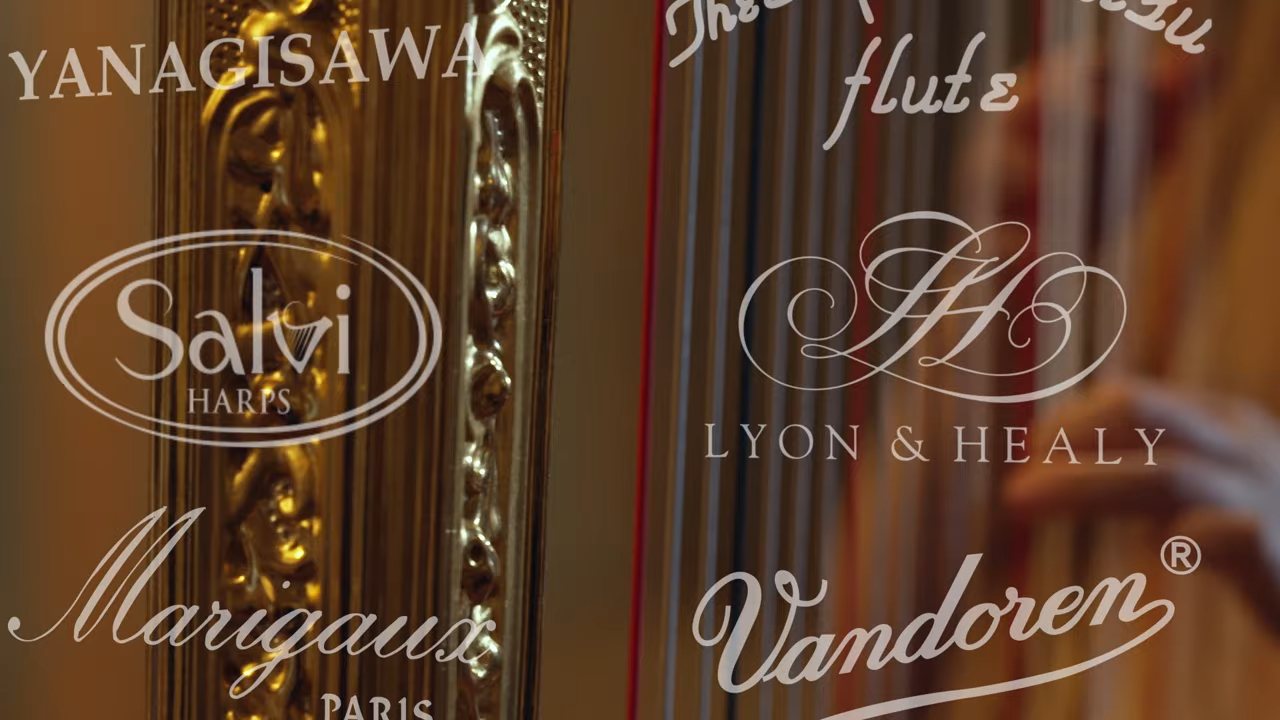 YANAGISAWA
flute
Salvi
HARPS
LYON & HEALY
Marigaux
PARIS
Vandoren®